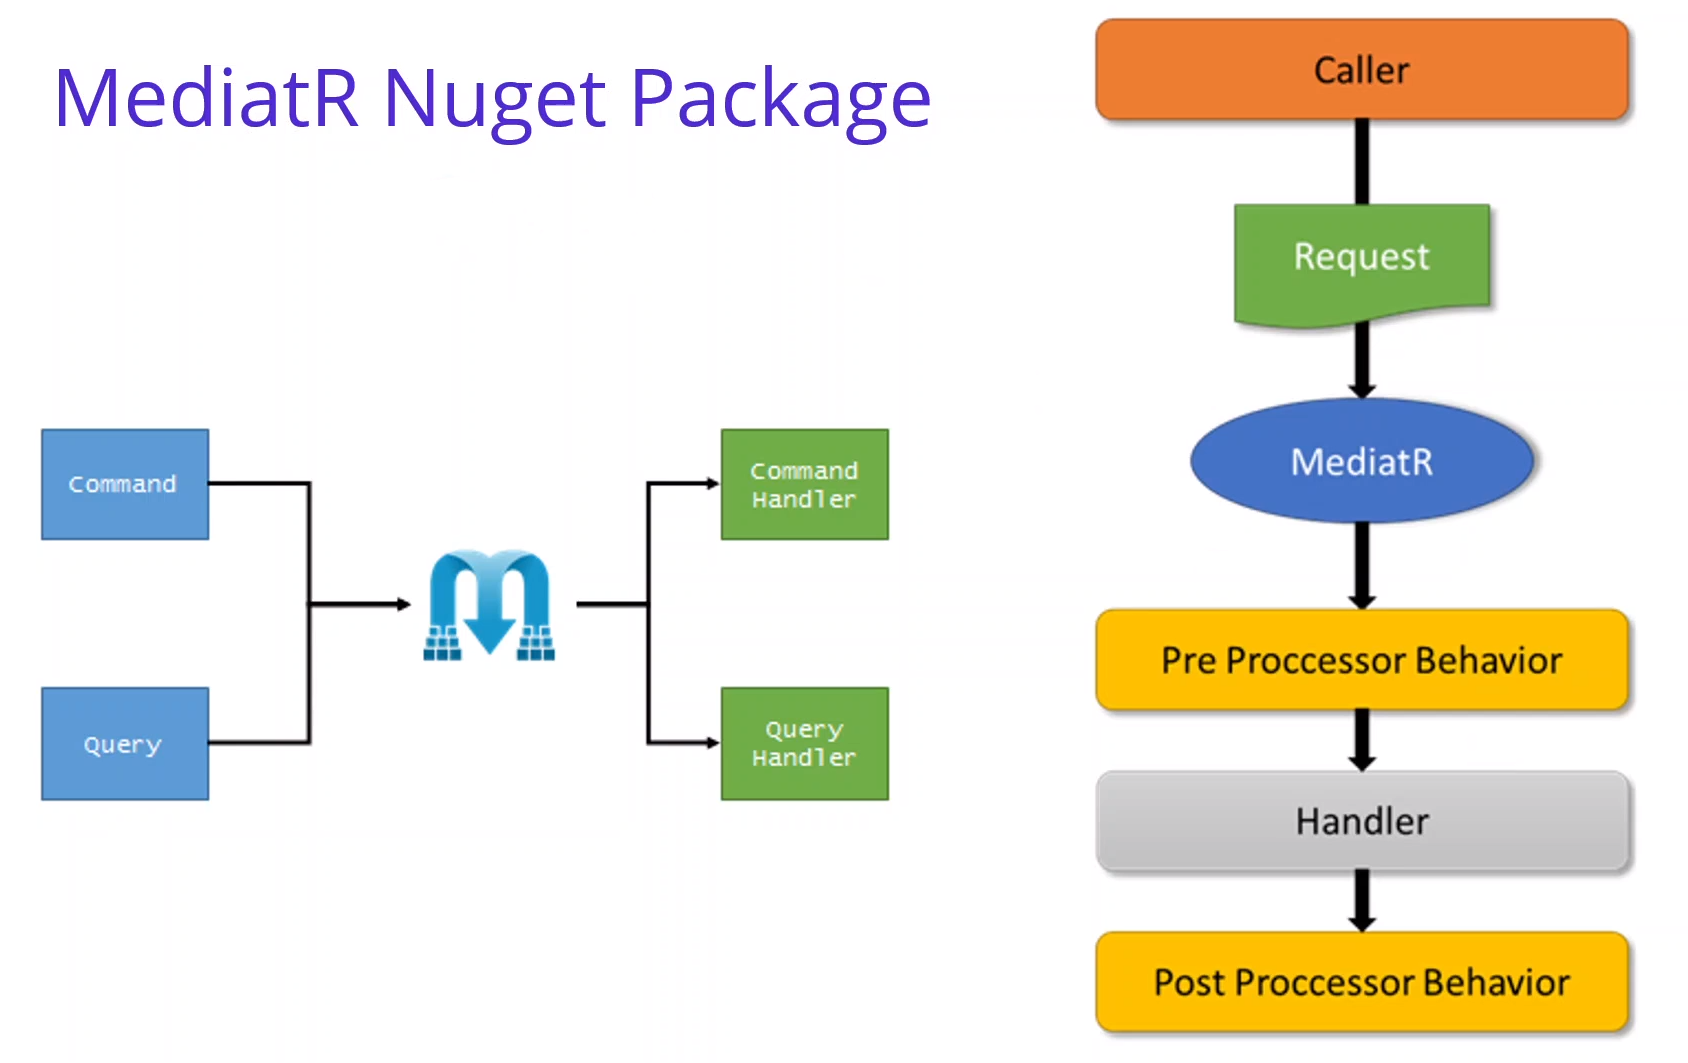 MediatR Nuget Package
Command
Query
Command
Handler
Query
Handler
Caller
Request
MediatR
Pre Proccessor Behavior
Handler
Post Proccessor Behavior